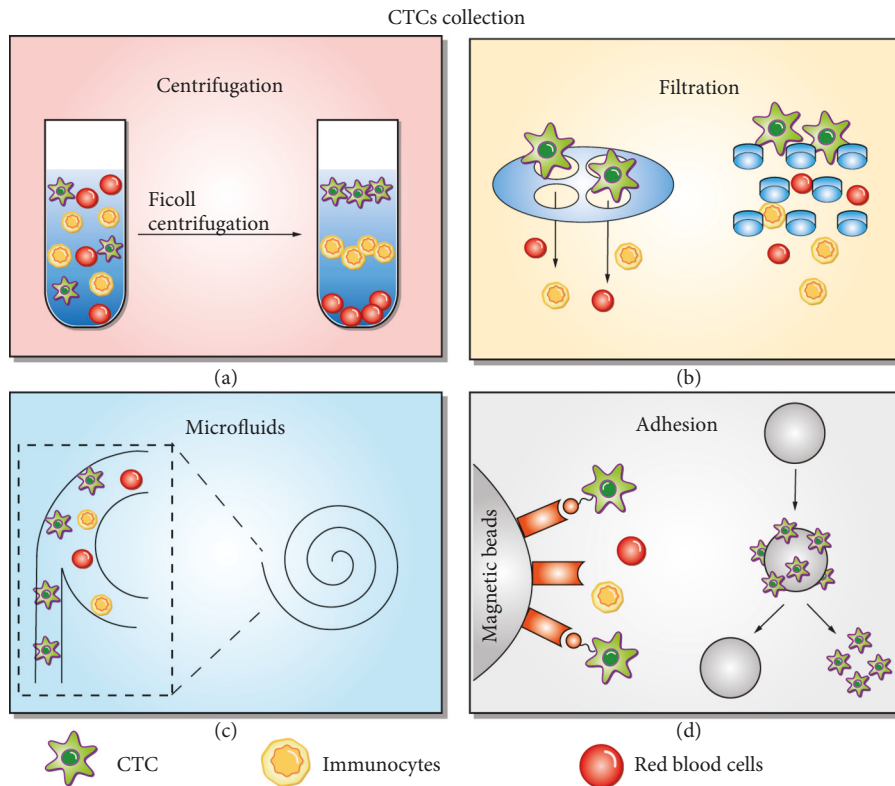 CTCs collection
Centrifugation
Ficoll
centrifugation
(a)
Filtration
(b)
Microfluids
(c)
Adhesion
Magnetic beads
(d)
CTC
Immunocytes
Red blood cells